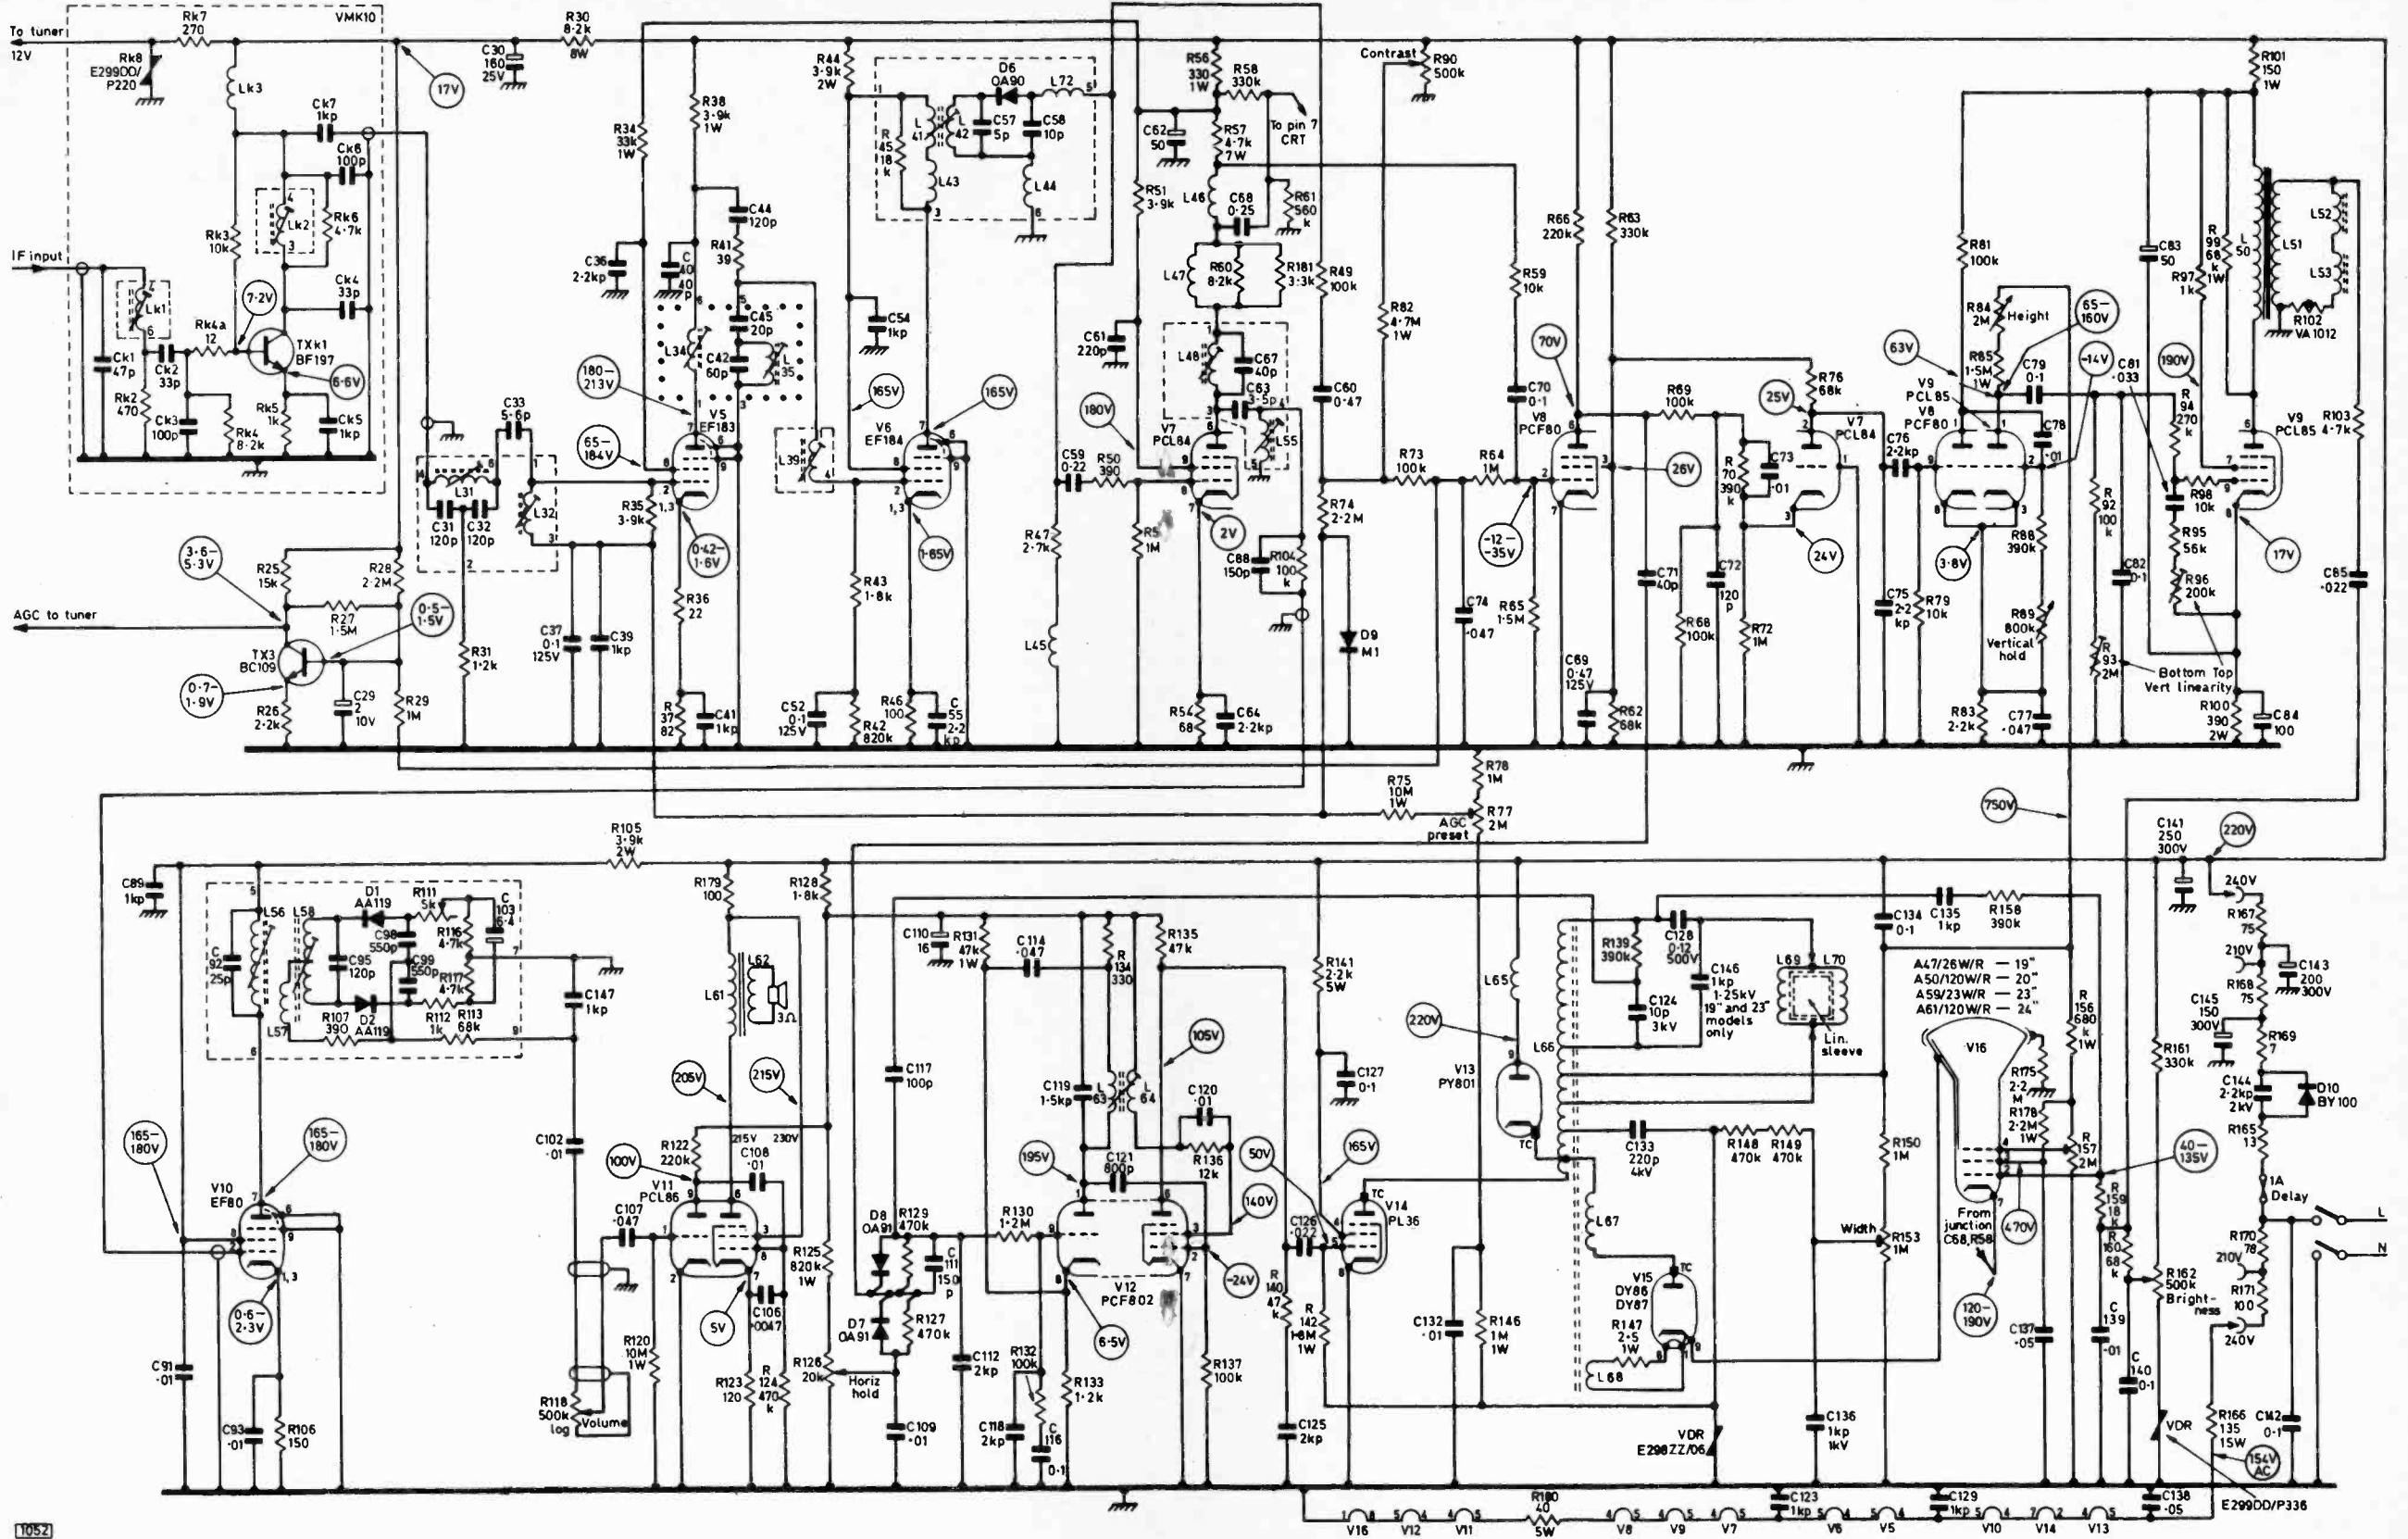 To tuner
12V
Rk7
270
VMK10
Rk8
E299DD/
P220
Lk3
Ck7
1kp
Ck6
100p
Lk2
Rk6
4·7k
Rk3
10k
Ck4
33p
7·2V
IF input
Lk1
Rk4a
12
TXk1
BF197
6·6V
Ck1
47p
Ck2
33p
Rk2
470
Ck3
100p
Rk4
8·2k
Rk5
1k
Ck5
1kp
C30
160
25V
R30
8·2k
8W
17V
C33
5·6p
L31
C31
120p
C32
120p
L32
3·6–
5·3V
R25
15k
R28
2·2M
R27
1·5M
0·5–
1·5V
AGC to tuner
TX3
BC109
0·7–
1·9V
R26
2·2k
C29
2
10V
R29
1M
R31
1·2k
C37
0·1
125V
C39
1kp
R34
33k
1W
R38
3·9k
1W
C36
2·2kp
C
40
40
p
C44
120p
R41
39
C45
20p
L34
C42
60p
L
35
180–
213V
V5
EF183
65–
184V
R35
3·9k
0·42–
1·6V
R36
22
R
37
82
C41
1kp
R44
3·9k
2W
D6
OA90
L72
L
41
L
42
C57
5p
C58
10p
R
45
18
k
L43
L44
C54
1kp
165V
165V
L39
V6
EF184
1·65V
R43
1·8k
C52
0·1
125V
R42
820k
R46
100
C
55
2·2
kp
R56
330
1W
R58
330k
To pin 7
CRT
C62
50
R57
4·7k
7W
R51
3·9k
L46
C68
0·25
R61
560
k
L47
R60
8·2k
R181
3·3k
C61
220p
L48
C67
40p
C63
3·5p
L55
180V
V7
PCL84
C59
0·22
R50
390
R47
2·7k
R5
1M
2V
C88
150p
R104
100
k
L45
R54
68
C64
2·2kp
Contrast
R90
500k
R49
100k
R82
4·7M
1W
R59
10k
C60
0·47
C70
0·1
R73
100k
R64
1M
R74
2·2M
–12–
–35V
D9
M1
C74
·047
R65
1·5M
R66
220k
R63
330k
70V
V8
PCF80
26V
C69
0·47
125V
R62
68k
R69
100k
R
70
390
k
C73
·01
C71
40p
C72
120
p
R68
100k
R72
1M
R76
68k
25V
V7
PCL84
24V
C76
2·2kp
C75
2·2
kp
R79
10k
R81
100k
R84
2M
Height
65–
160V
R85
1·5M
1W
63V
V9
PCL85
V8
PCF80
C79
0·1
–14V
C78
·01
R88
390k
3·8V
R89
800k
Vertical
hold
R83
2·2k
C77
·047
C81
·033
190V
R
94
270
k
R
92
100
k
R
93
2M
C82
0·1
R95
56k
R96
200k
Bottom Top
Vert linearity
R98
10k
V9
PCL85
17V
C83
50
R97
1k
R
99
68
k
1W
R101
150
1W
L
50
L51
L52
L53
R102
VA1012
R103
4·7k
C85
·022
R100
390
2W
C84
100
R75
10M
1W
R78
1M
R77
2M
AGC
preset
750V
C141
250
300V
220V
C89
1kp
R105
3·9k
2W
C
92
25p
L56
L58
D1
AA119
R111
5k
C
103
6·4
C98
550p
R116
4·7k
C95
120p
C99
550p
R117
4·7k
L57
R107
390
D2
AA119
R112
1k
R113
68k
C147
1kp
165–
180V
165–
180V
V10
EF80
0·6–
2·3V
C91
·01
C93
·01
R106
150
C102
·01
R118
500k
log
Volume
R179
100
R128
1·8k
L61
L62
3Ω
205V
215V
R122
220k
215V
230V
100V
C108
·01
V11
PCL86
C107
·047
5V
C106
·0047
R120
10M
1W
R123
120
R
124
470
k
R125
820k
1W
R126
20k
Horiz
hold
C110
16
R131
47k
1W
C114
·047
R
134
330
R135
47k
C117
100p
C119
1·5kp
L
63
L
64
C120
·01
105V
R136
12k
195V
C121
800p
D8
OA91
R129
470k
R130
1·2M
C
111
150
p
D7
OA91
R127
470k
V12
PCF802
140V
–24V
6·5V
C109
·01
C112
2kp
R132
100k
C118
2kp
C
116
0·1
R133
1·2k
R137
100k
R141
2·2k
5W
C127
0·1
165V
50V
C126
·022
V14
PL36
R
140
47
k
R
142
1·8M
1W
C125
2kp
C132
·01
R146
1M
1W
220V
V13
PY801
L65
L66
R139
390k
C128
0·12
500V
C124
10p
3kV
C146
1kp
1·25kV
19" and 23"
models
only
L69
L70
Lin.
sleeve
C133
220p
4kV
R148
470k
R149
470k
L67
V15
DY86
DY87
R147
2·5
1W
L68
VDR
E298ZZ/06
C136
1kp
1kV
C134
0·1
C135
1kp
R158
390k
A47/26W/R — 19"
A50/120W/R — 20"
A59/23W/R — 23"
A61/120W/R — 24"
V16
R
156
680
k
1W
R175
2·2
M
R178
2·2M
1W
R
157
2M
R150
1M
Width
R153
1M
From
junction
C68,R58
470V
120–
190V
40–
135V
R
159
18
k
R
160
68
k
C137
·05
C
139
·01
C
140
0·1
R161
330k
R162
500k
Bright-
ness
VDR
E299DD/P336
240V
R167
75
210V
C143
200
300V
R168
75
C145
150
300V
R169
7
C144
2·2kp
2kV
D10
BY100
R165
13
1A
Delay
L
N
R170
78
210V
R171
100
240V
R166
135
15W
154V
AC
C142
0·1
R180
40
5W
V16
V12
V11
V8
V9
V7
C123
1kp
V6
V5
C129
1kp
V10
V14
V13
C138
·05
1052